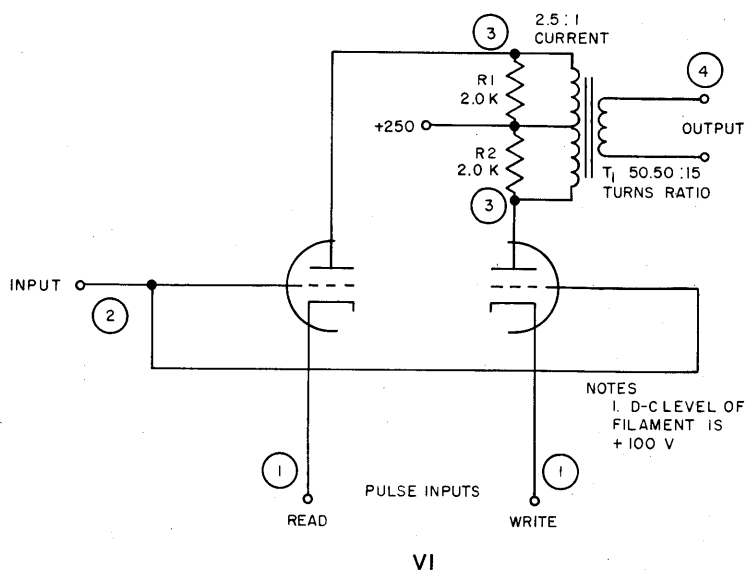 2.5 : 1
CURRENT
3
4
R1
2.0 K
+250
OUTPUT
R2
2.0 K
T1 50.50 : 15
TURNS RATIO
3
INPUT
2
NOTES
1. D-C LEVEL OF
FILAMENT IS
+100 V
1
1
PULSE INPUTS
READ
WRITE
VI